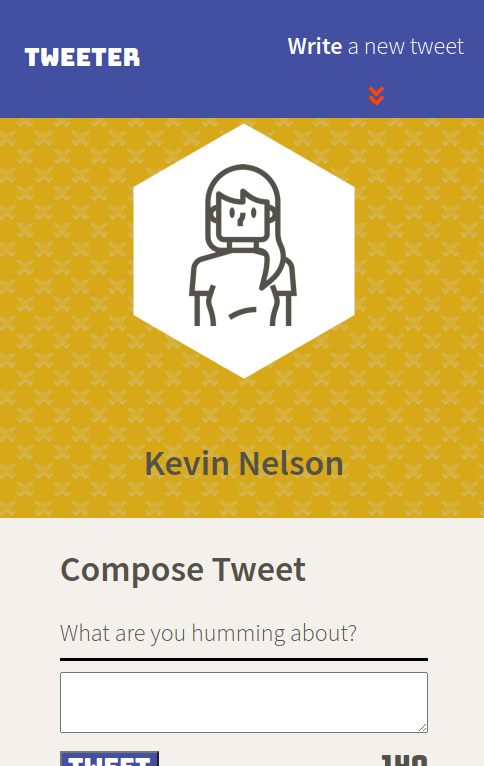 TWEETER
Write a new tweet
Kevin Nelson
Compose Tweet
What are you humming about?
TWEET
140